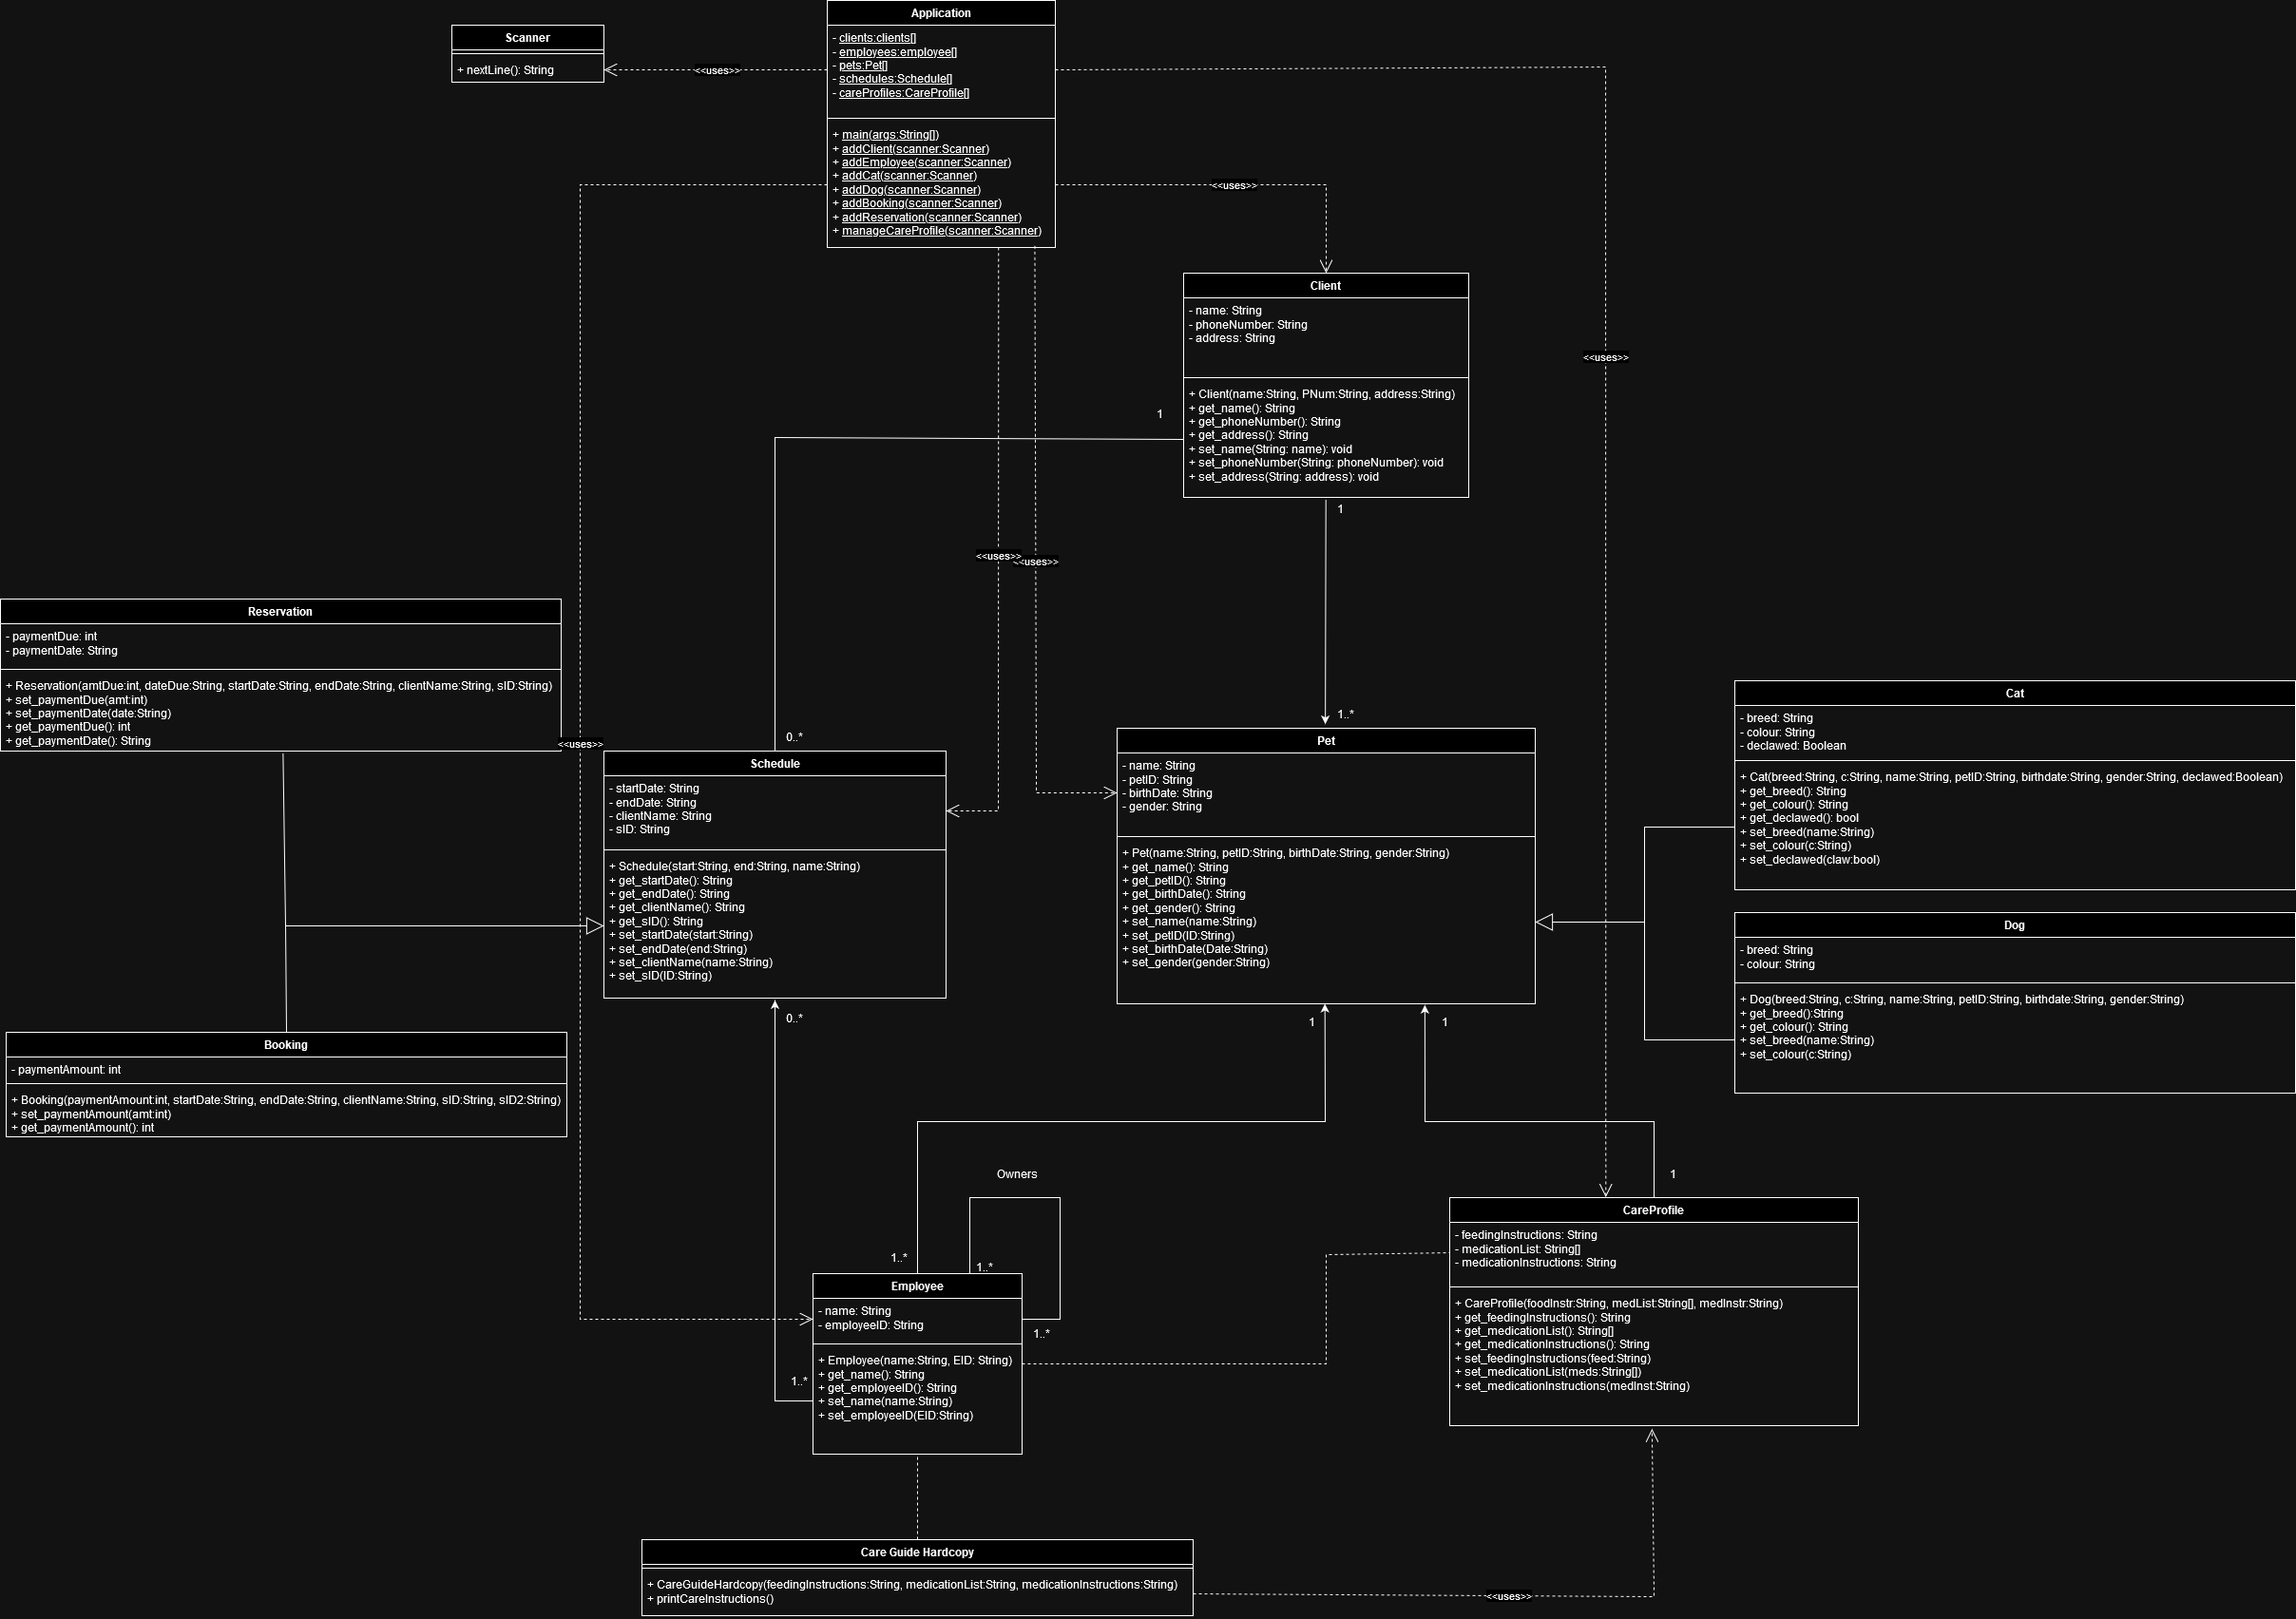 Application
- clients:clients[]
- employees:employee[]
- pets:Pet[]
- schedules:Schedule[]
- careProfiles:CareProfile[]
+ main(args:String[])
+ addClient(scanner:Scanner)
+ addEmployee(scanner:Scanner)
+ addCat(scanner:Scanner)
+ addDog(scanner:Scanner)
+ addBooking(scanner:Scanner)
+ addReservation(scanner:Scanner)
+ manageCareProfile(scanner:Scanner)
Scanner
+ nextLine(): String
<<uses>>
<<uses>>
<<uses>>
Client
- name: String
- phoneNumber: String
- address: String
+ Client(name:String, PNum:String, address:String)
+ get_name(): String
+ get_phoneNumber(): String
+ get_address(): String
+ set_name(String: name): void
+ set_phoneNumber(String: phoneNumber): void
+ set_address(String: address): void
1
1
<<uses>>
<<uses>>
Reservation
- paymentDue: int
- paymentDate: String
+ Reservation(amtDue:int, dateDue:String, startDate:String, endDate:String, clientName:String, sID:String)
+ set_paymentDue(amt:int)
+ set_paymentDate(date:String)
+ get_paymentDue(): int
+ get_paymentDate(): String
<<uses>>
0..*
1..*
Schedule
- startDate: String
- endDate: String
- clientName: String
- sID: String
+ Schedule(start:String, end:String, name:String)
+ get_startDate(): String
+ get_endDate(): String
+ get_clientName(): String
+ get_sID(): String
+ set_startDate(start:String)
+ set_endDate(end:String)
+ set_clientName(name:String)
+ set_sID(ID:String)
Pet
- name: String
- petID: String
- birthDate: String
- gender: String
+ Pet(name:String, petID:String, birthDate:String, gender:String)
+ get_name(): String
+ get_petID(): String
+ get_birthDate(): String
+ get_gender(): String
+ set_name(name:String)
+ set_petID(ID:String)
+ set_birthDate(Date:String)
+ set_gender(gender:String)
Cat
- breed: String
- colour: String
- declawed: Boolean
+ Cat(breed:String, c:String, name:String, petID:String, birthdate:String, gender:String, declawed:Boolean)
+ get_breed(): String
+ get_colour(): String
+ get_declawed(): bool
+ set_breed(name:String)
+ set_colour(c:String)
+ set_declawed(claw:bool)
Dog
- breed: String
- colour: String
+ Dog(breed:String, c:String, name:String, petID:String, birthdate:String, gender:String)
+ get_breed():String
+ get_colour(): String
+ set_breed(name:String)
+ set_colour(c:String)
0..*
1
1
Booking
- paymentAmount: int
+ Booking(paymentAmount:int, startDate:String, endDate:String, clientName:String, sID:String, sID2:String)
+ set_paymentAmount(amt:int)
+ get_paymentAmount(): int
Owners
1
1..*
1..*
1..*
1..*
Employee
- name: String
- employeeID: String
+ Employee(name:String, EID: String)
+ get_name(): String
+ get_employeeID(): String
+ set_name(name:String)
+ set_employeeID(EID:String)
CareProfile
- feedingInstructions: String
- medicationList: String[]
- medicationInstructions: String
+ CareProfile(foodInstr:String, medList:String[], medInstr:String)
+ get_feedingInstructions(): String
+ get_medicationList(): String[]
+ get_medicationInstructions(): String
+ set_feedingInstructions(feed:String)
+ set_medicationList(meds:String[])
+ set_medicationInstructions(medInst:String)
Care Guide Hardcopy
+ CareGuideHardcopy(feedingInstructions:String, medicationList:String, medicationInstructions:String)
+ printCareInstructions()
<<uses>>